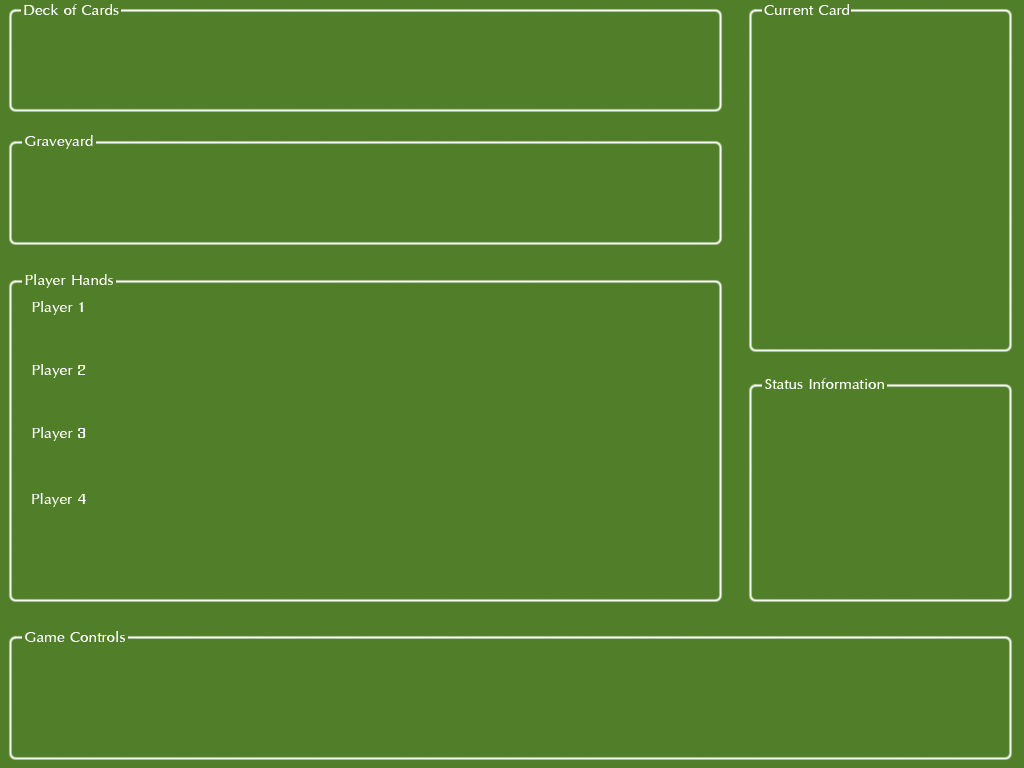 Deck of Cards
Current Card
Graveyard
Player Hands
Player 1
Player 2
Player 3
Player 4
Status Information
Game Controls